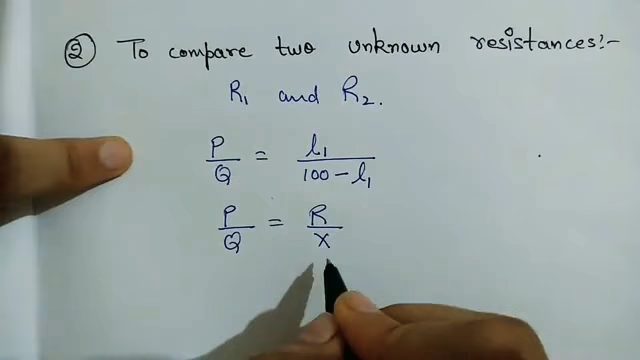 ② To compare two unknown resistances:-
R₁ and R₂.
P/Q = l₁/(100 - l₁)
P/Q = R/X